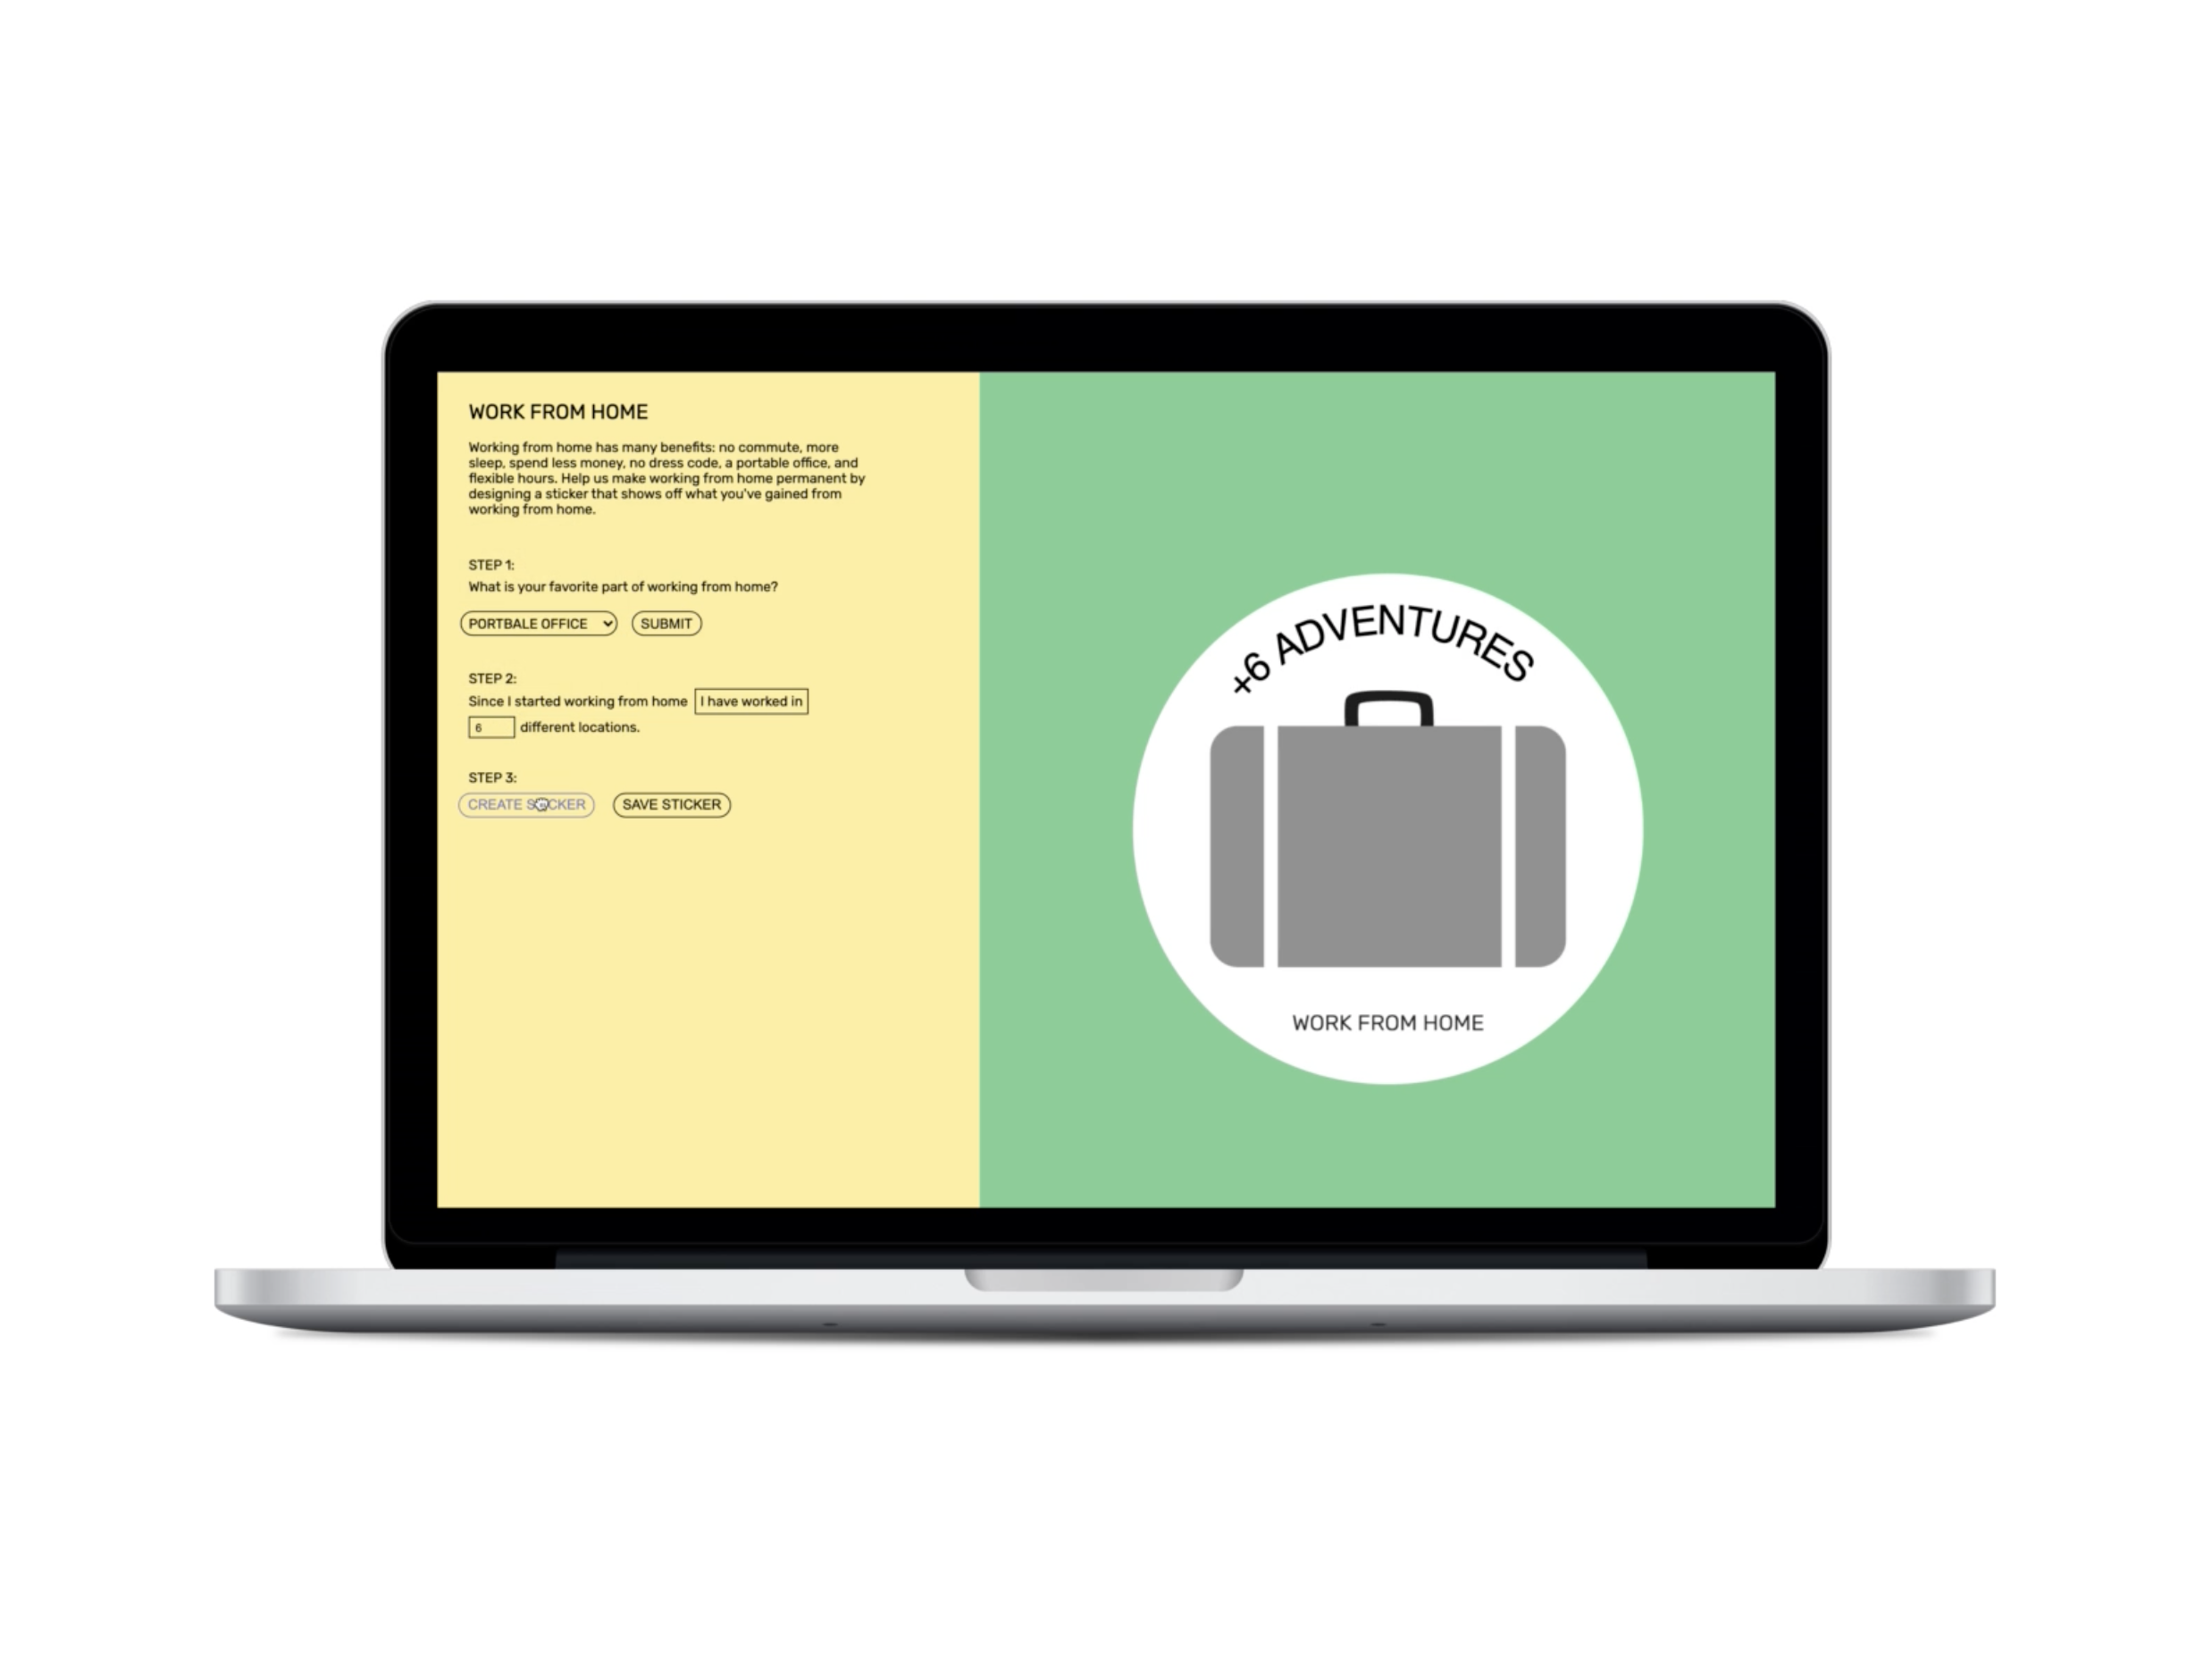 WORK FROM HOME
Working from home has many benefits: no commute, more
sleep, spend less money, no dress code, a portable office, and
flexible hours. Help us make working from home permanent by
designing a sticker that shows off what you've gained from
working from home.
STEP 1:
What is your favorite part of working from home?
PORTBALE OFFICE SUBMIT
STEP 2:
Since I started working from home I have worked in
6 different locations.
STEP 3:
CREATE STICKER SAVE STICKER
+6 ADVENTURES
WORK FROM HOME